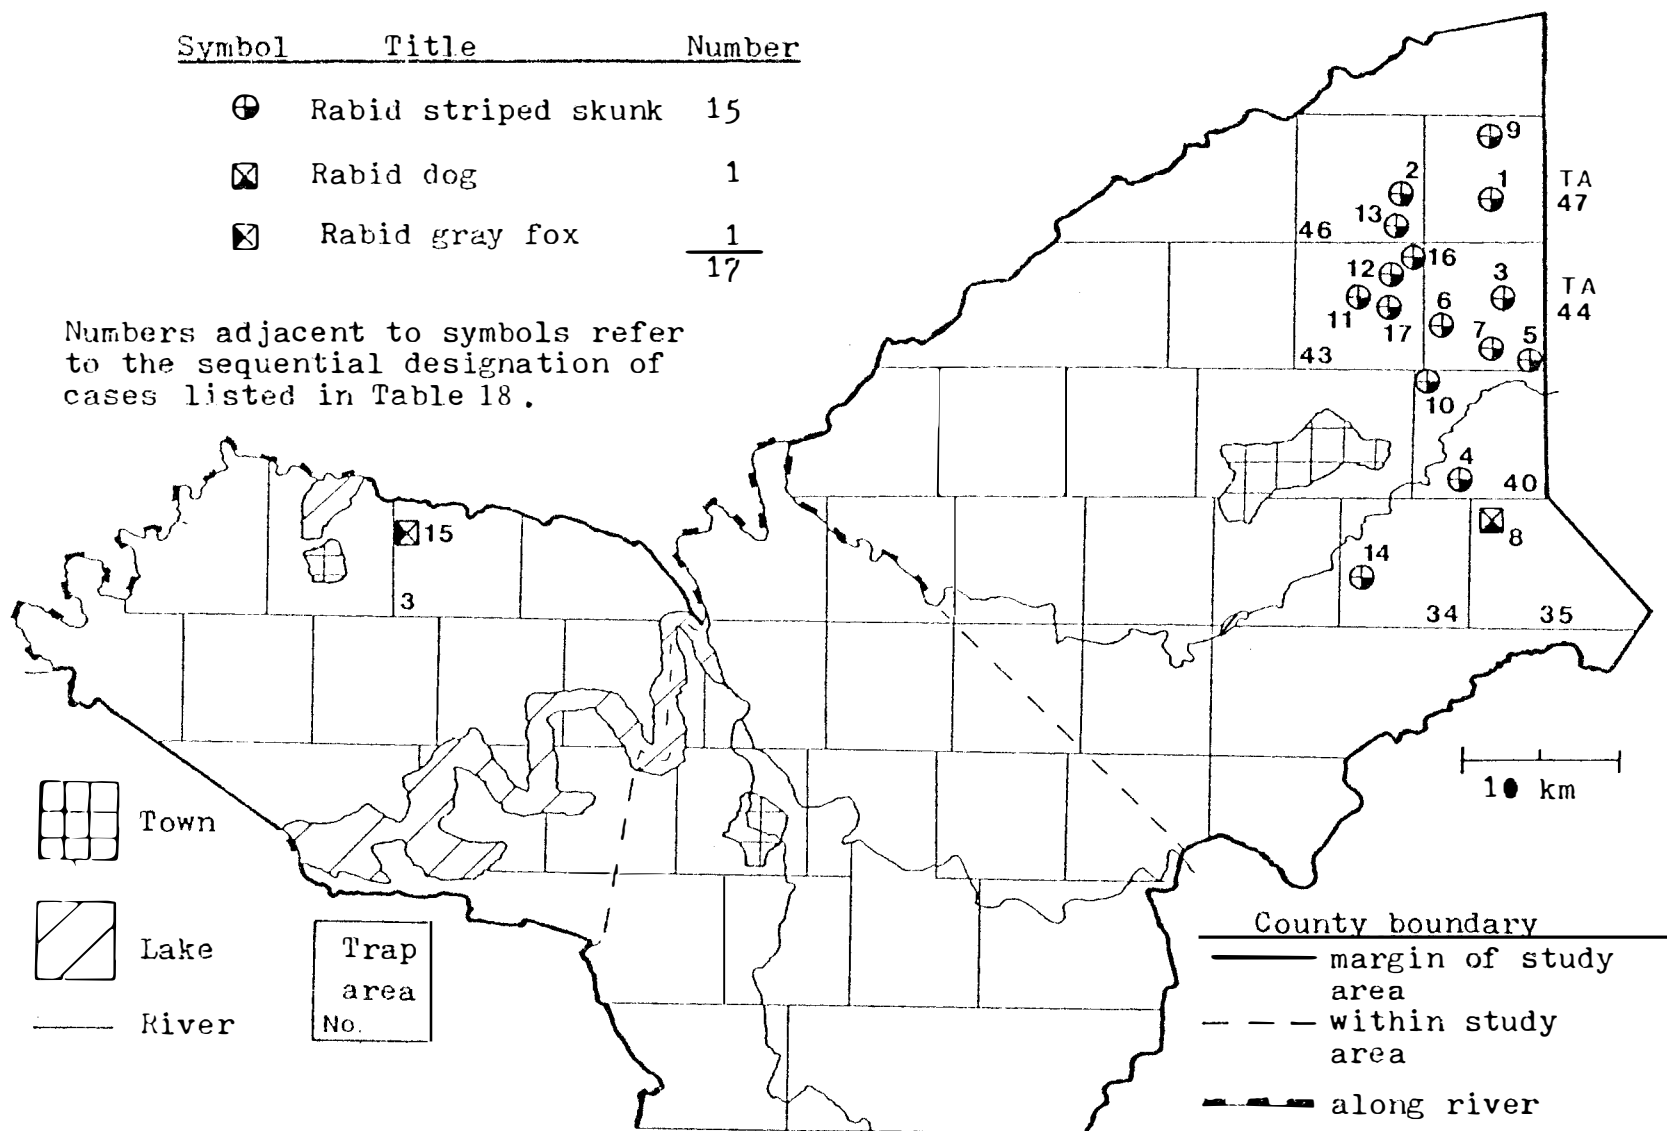 Symbol Title Number
Rabid striped skunk 15
Rabid dog 1
Rabid gray fox 1
17
Numbers adjacent to symbols refer
to the sequential designation of
cases listed in Table 18.
9
2
1
TA
47
13
46
16
12
3
TA
44
6
11
17
7
5
43
10
4
40
15
8
14
3
34
35
10 km
Town
Lake
River
Trap
area
No.
County boundary
margin of study
area
within study
area
along river